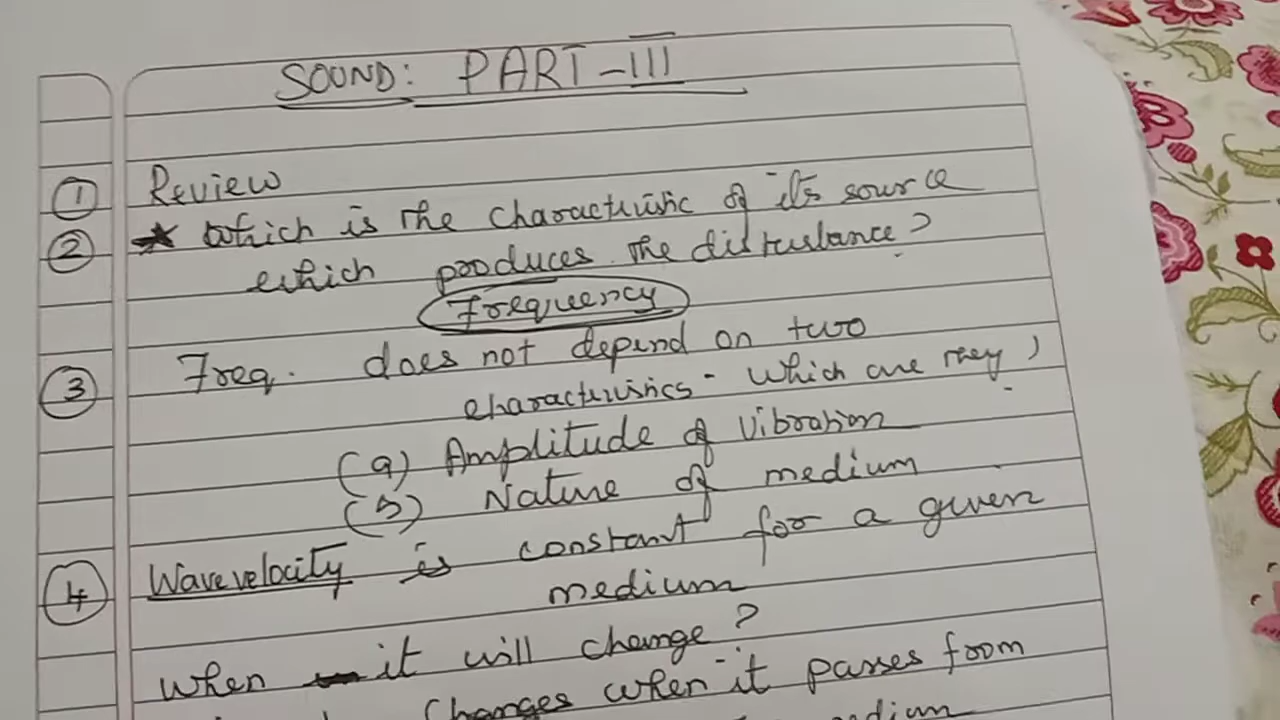 SOUND: PART-III
① Review
② Which is the characteristic of its source
which produces the disturbance?
Frequency
③ Freq. does not depend on two
characteristics. Which are they?
(a) Amplitude of Vibration
(b) Nature of medium
④ Wavevelocity is constant for a given
medium
When it will change?
Changes when it passes from
medium